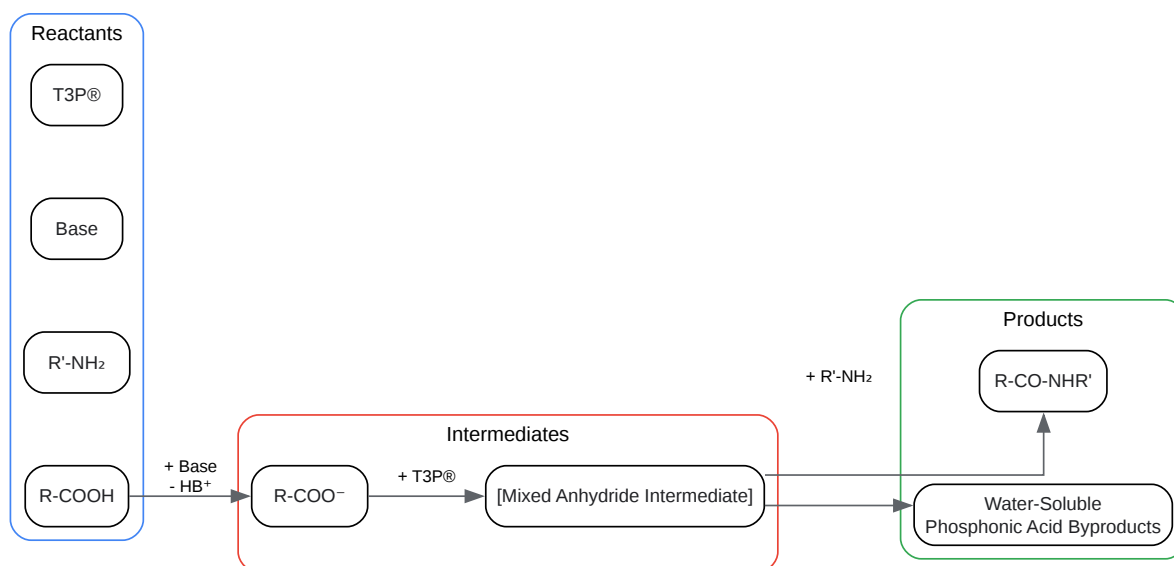 Reactants
T3P®
Base
R'-NH₂
R-COOH
+ Base
- HB⁺
Intermediates
R-COO⁻
+ T3P®
[Mixed Anhydride Intermediate]
+ R'-NH₂
Products
R-CO-NHR'
Water-Soluble
Phosphonic Acid Byproducts